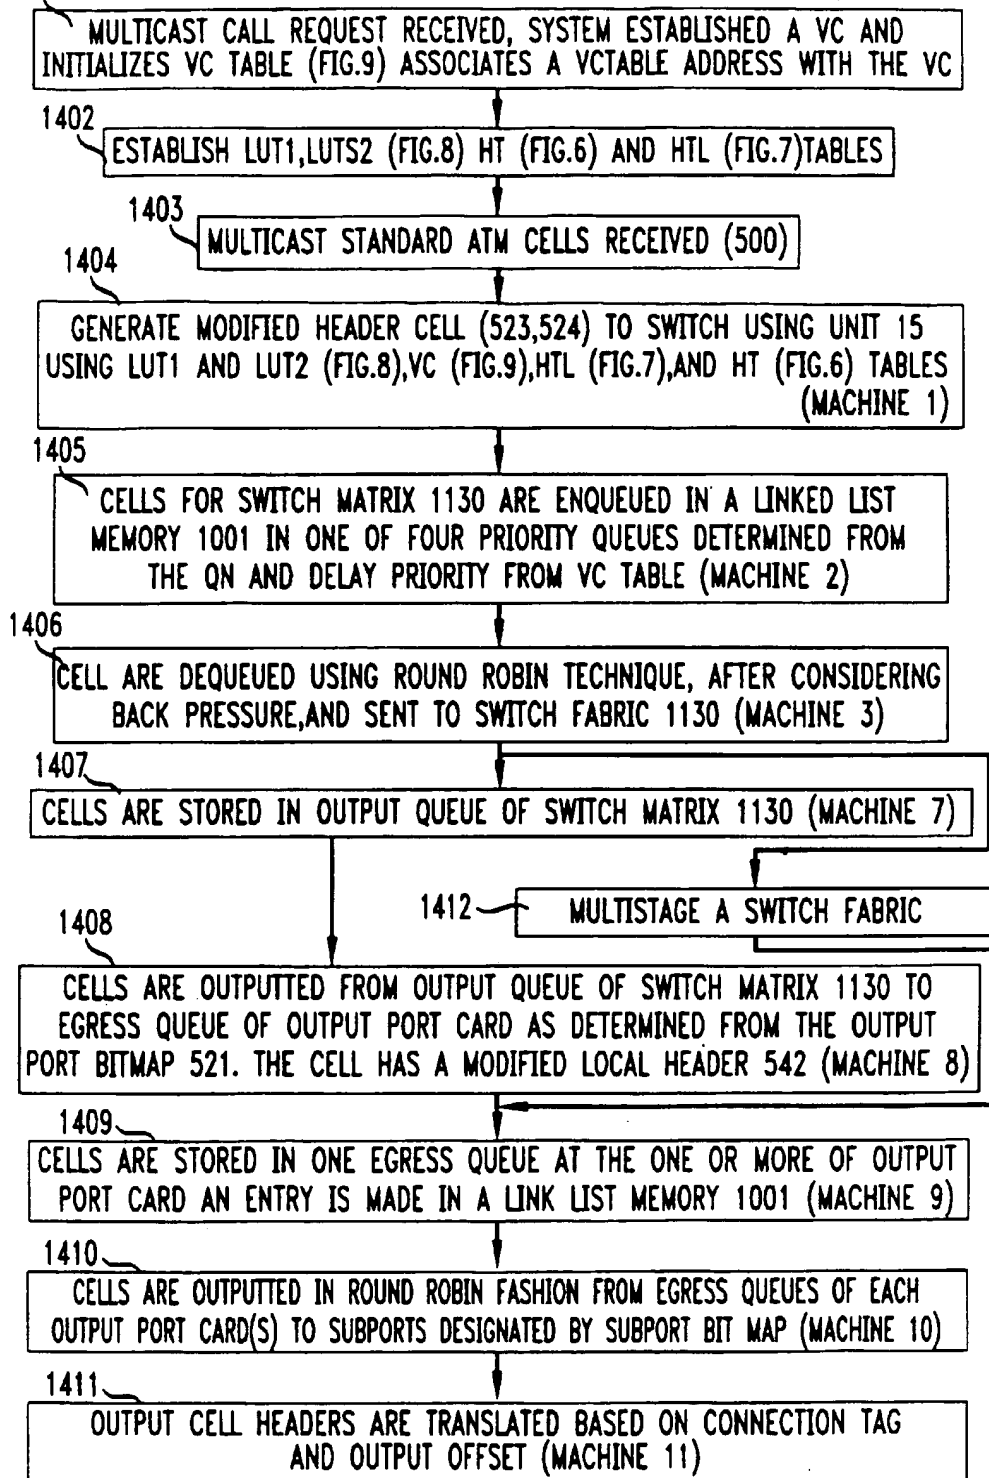 MULTICAST CALL REQUEST RECEIVED, SYSTEM ESTABLISHED A VC AND
INITIALIZES VC TABLE (FIG.9) ASSOCIATES A VCTABLE ADDRESS WITH THE VC
1402
ESTABLISH LUT1,LUTS2 (FIG.8) HT (FIG.6) AND HTL (FIG.7)TABLES
1403
MULTICAST STANDARD ATM CELLS RECEIVED (500)
1404
GENERATE MODIFIED HEADER CELL (523,524) TO SWITCH USING UNIT 15
USING LUT1 AND LUT2 (FIG.8),VC (FIG.9),HTL (FIG.7),AND HT (FIG.6) TABLES
(MACHINE 1)
1405
CELLS FOR SWITCH MATRIX 1130 ARE ENQUEUED IN A LINKED LIST
MEMORY 1001 IN ONE OF FOUR PRIORITY QUEUES DETERMINED FROM
THE QN AND DELAY PRIORITY FROM VC TABLE (MACHINE 2)
1406
CELL ARE DEQUEUED USING ROUND ROBIN TECHNIQUE, AFTER CONSIDERING
BACK PRESSURE,AND SENT TO SWITCH FABRIC 1130 (MACHINE 3)
1407
CELLS ARE STORED IN OUTPUT QUEUE OF SWITCH MATRIX 1130 (MACHINE 7)
1412
MULTISTAGE A SWITCH FABRIC
1408
CELLS ARE OUTPUTTED FROM OUTPUT QUEUE OF SWITCH MATRIX 1130 TO
EGRESS QUEUE OF OUTPUT PORT CARD AS DETERMINED FROM THE OUTPUT
PORT BITMAP 521. THE CELL HAS A MODIFIED LOCAL HEADER 542 (MACHINE 8)
1409
CELLS ARE STORED IN ONE EGRESS QUEUE AT THE ONE OR MORE OF OUTPUT
PORT CARD AN ENTRY IS MADE IN A LINK LIST MEMORY 1001 (MACHINE 9)
1410
CELLS ARE OUTPUTTED IN ROUND ROBIN FASHION FROM EGRESS QUEUES OF EACH
OUTPUT PORT CARD(S) TO SUBPORTS DESIGNATED BY SUBPORT BIT MAP (MACHINE 10)
1411
OUTPUT CELL HEADERS ARE TRANSLATED BASED ON CONNECTION TAG
AND OUTPUT OFFSET (MACHINE 11)